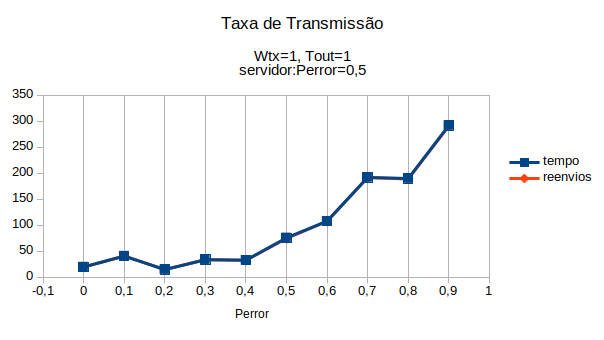 Taxa de Transmissão
Wtx=1, Tout=1
servidor:Perror=0,5
350
300
250
200
150
100
50
0
-0,1 0 0,1 0,2 0,3 0,4 0,5 0,6 0,7 0,8 0,9 1
Perror
tempo
reenvios